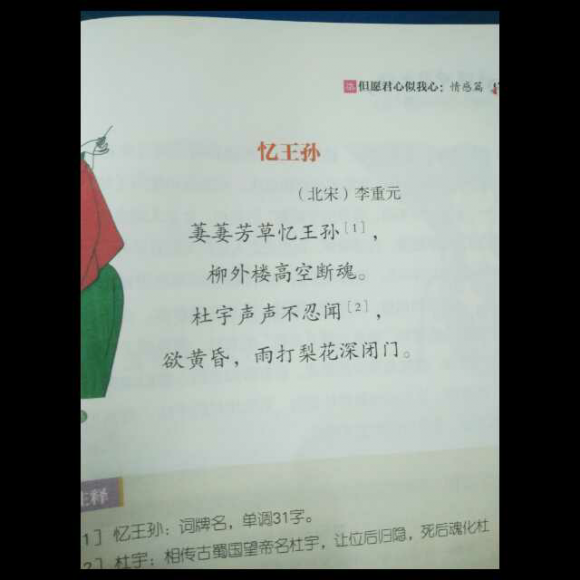 但愿君心似我心：情感篇
忆王孙
（北宋）李重元
萋萋芳草忆王孙［1］，
柳外楼高空断魂。
杜宇声声不忍闻［2］，
欲黄昏，雨打梨花深闭门。
注释
1］忆王孙：词牌名，单调31字。
2］杜宇：相传古蜀国望帝名杜宇，让位后归隐，死后魂化杜